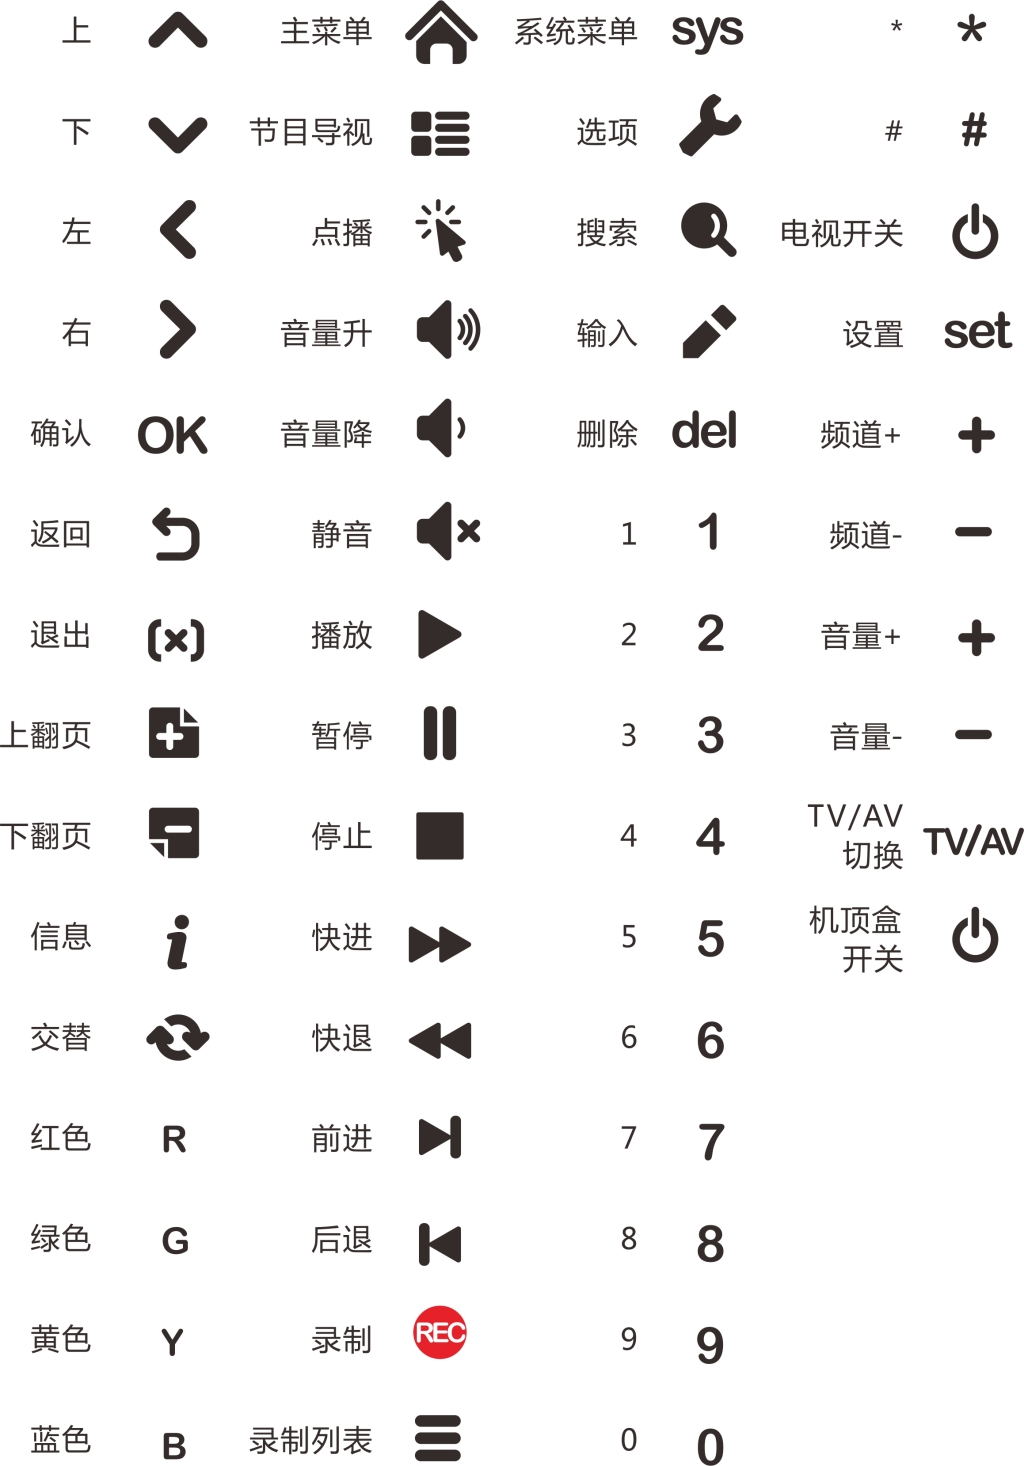 上
主菜单
系统菜单 sys
* *
下
节目导视
选项
# #
左
点播
搜索
电视开关
右
音量升
输入
设置 set
确认 OK
音量降
删除 del
频道+ +
返回
静音
1 1
频道- -
退出 (x)
播放
2 2
音量+ +
上翻页
暂停
3 3
音量- -
下翻页
停止
4 4
TV/AV
切换 TV/AV
信息 i
快进
5 5
机顶盒
开关
交替
快退
6 6
红色 R
前进
7 7
绿色 G
后退
8 8
黄色 Y
录制 REC
9 9
蓝色 B
录制列表
0 0